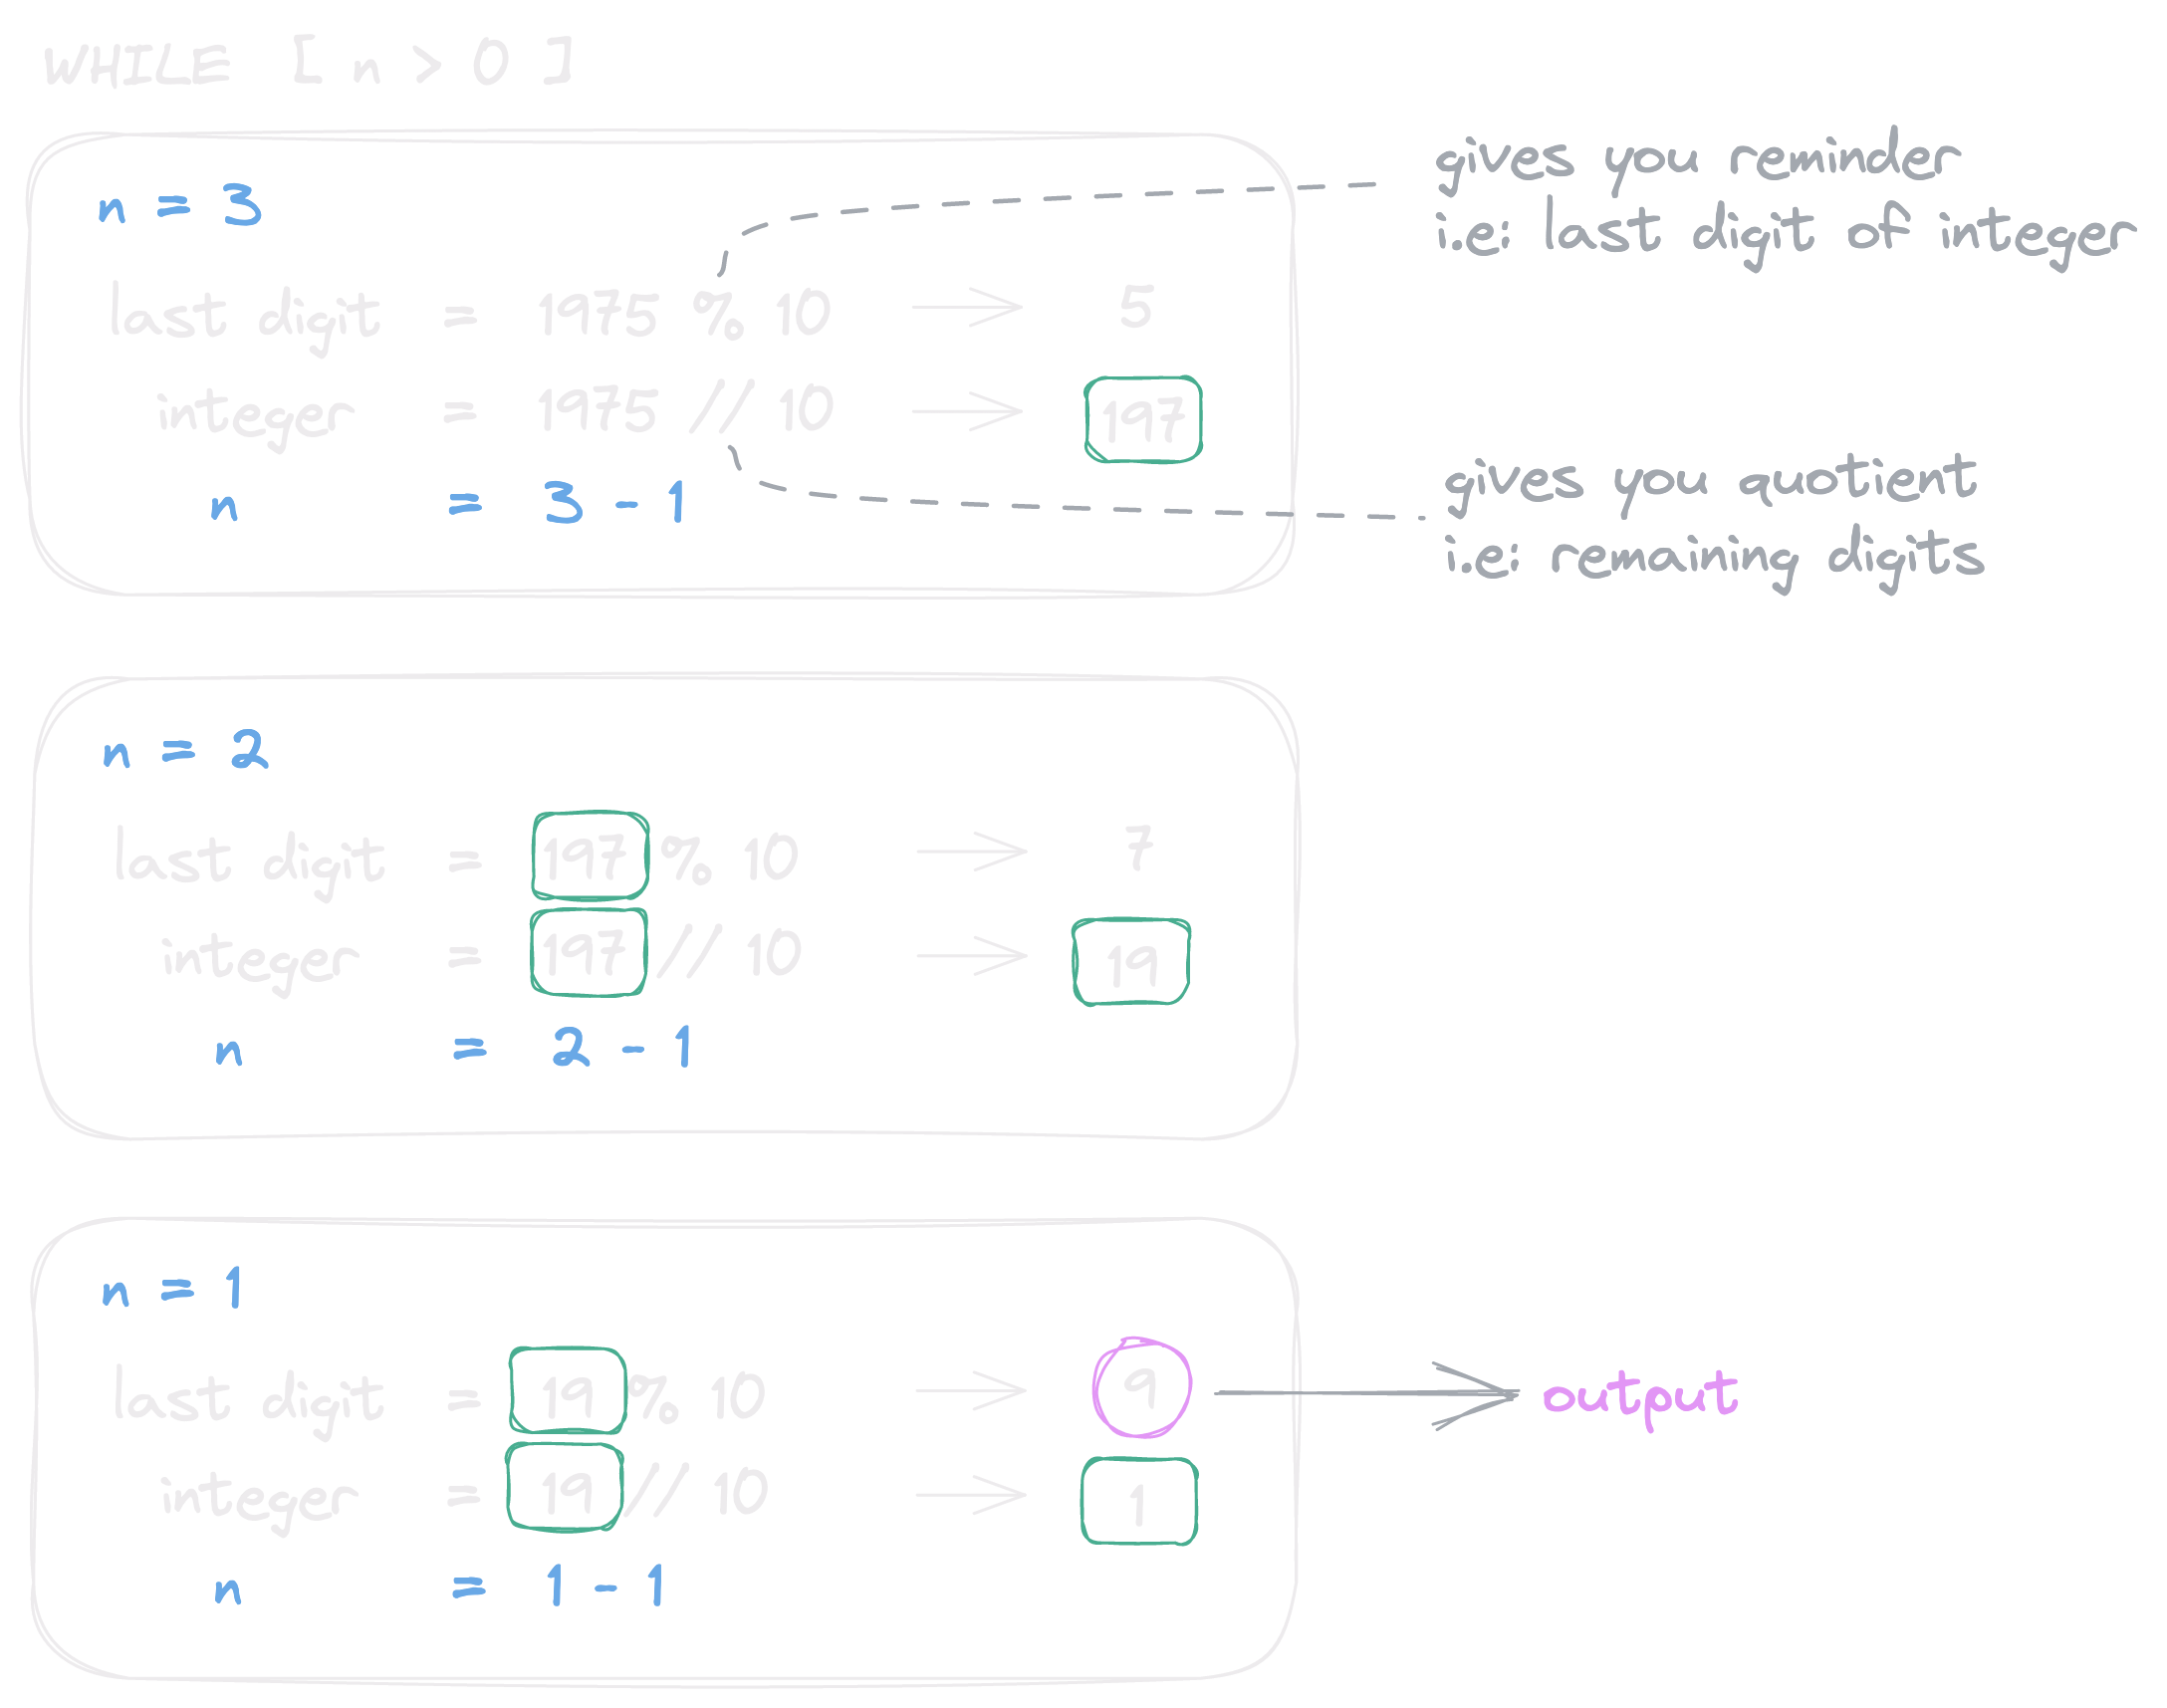 WHILE [ n > 0 ]
n = 3
gives you reminder
i.e: last digit of integer
last digit = 1975 % 10 5
integer = 1975 // 10 197
n = 3 - 1
gives you quotient
i.e: remaining digits
n = 2
last digit = 197 % 10 7
integer = 197 // 10 19
n = 2 - 1
n = 1
last digit = 19 % 10 9 output
integer = 19 // 10 1
n = 1 - 1